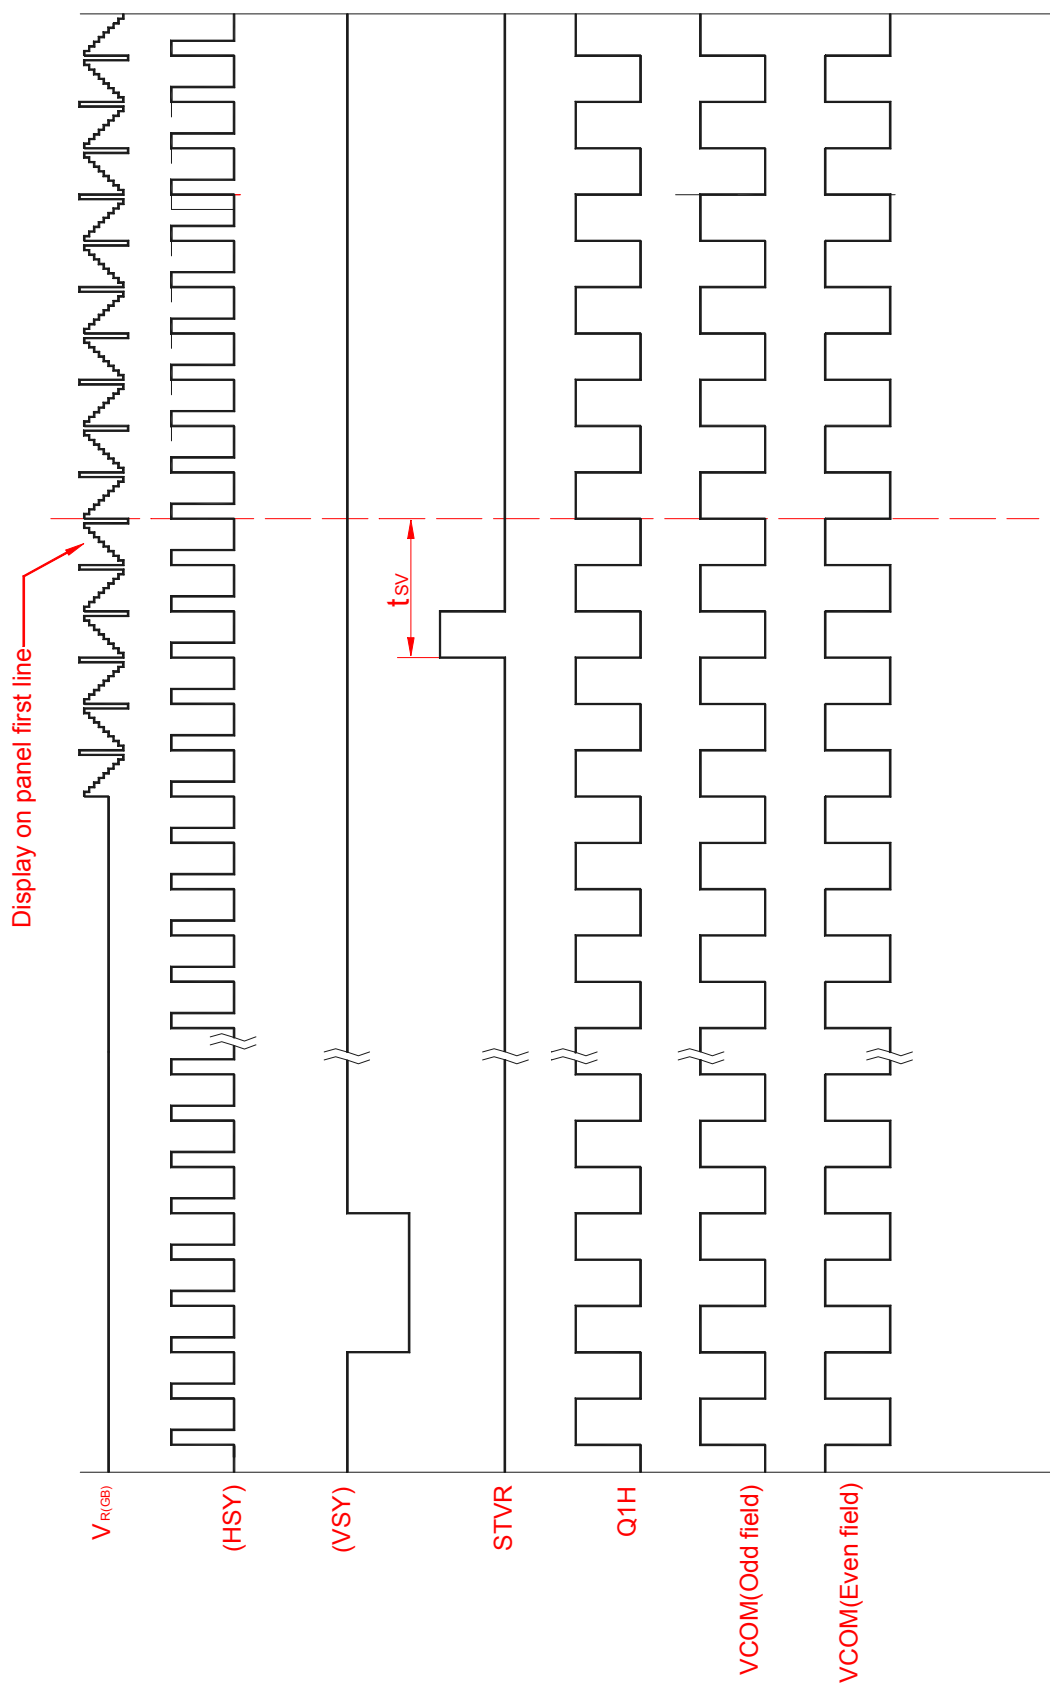 Display on panel first line
tsv
VR(GB)
(HSY)
(VSY)
STVR
Q1H
VCOM(Odd field)
VCOM(Even field)